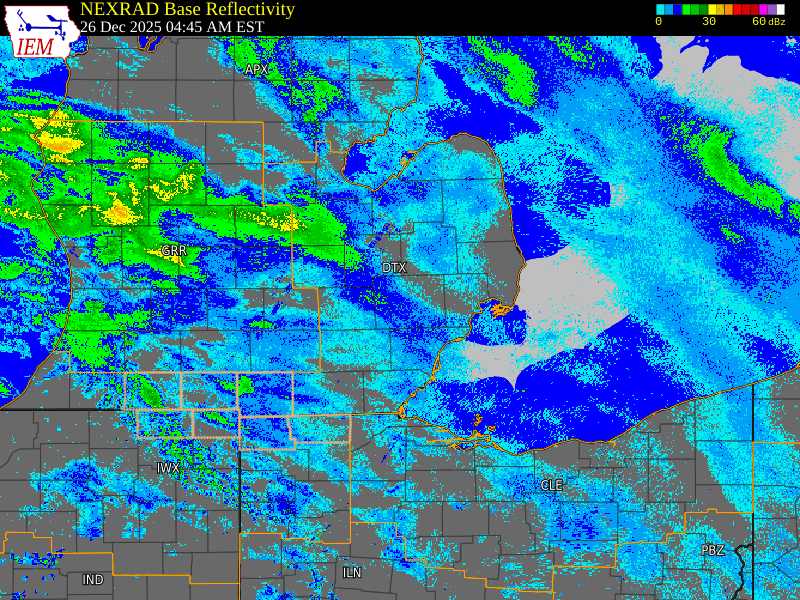 IEM
NEXRAD Base Reflectivity
26 Dec 2025 04:45 AM EST
0 30 60 dBz
APX
GRR
DTX
IWX
CLE
PBZ
IND
ILN